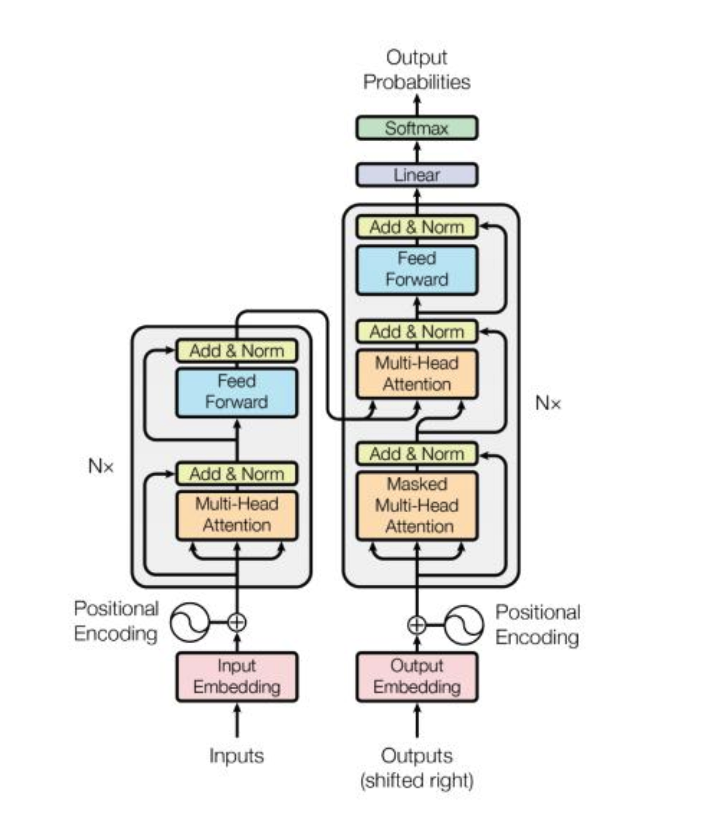 Output
Probabilities
Softmax
Linear
Add & Norm
Feed
Forward
Add & Norm
Multi-Head
Attention
Nx
Add & Norm
Masked
Multi-Head
Attention
Add & Norm
Feed
Forward
Nx
Add & Norm
Multi-Head
Attention
Positional
Encoding
Positional
Encoding
Input
Embedding
Output
Embedding
Inputs
Outputs
(shifted right)